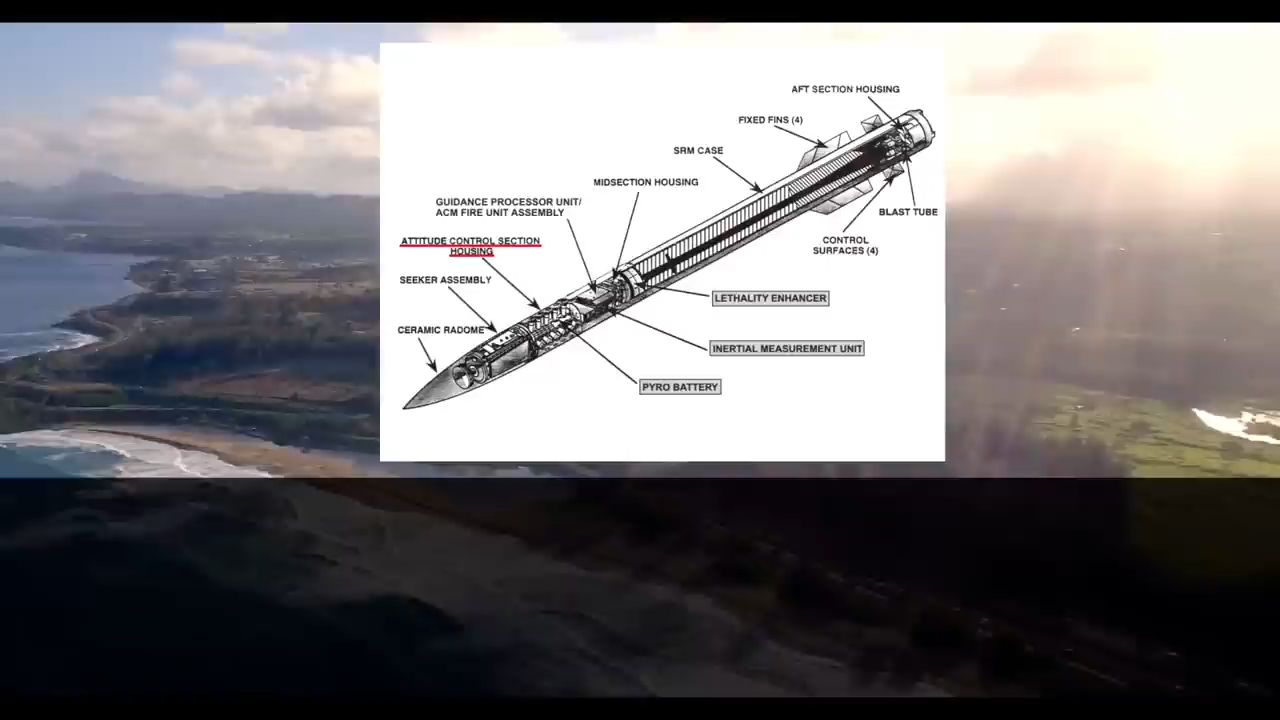 AFT SECTION HOUSING
FIXED FINS (4)
SRM CASE
MIDSECTION HOUSING
GUIDANCE PROCESSOR UNIT/
ACM FIRE UNIT ASSEMBLY
BLAST TUBE
ATTITUDE CONTROL SECTION
HOUSING
CONTROL
SURFACES (4)
SEEKER ASSEMBLY
LETHALITY ENHANCER
CERAMIC RADOME
INERTIAL MEASUREMENT UNIT
PYRO BATTERY